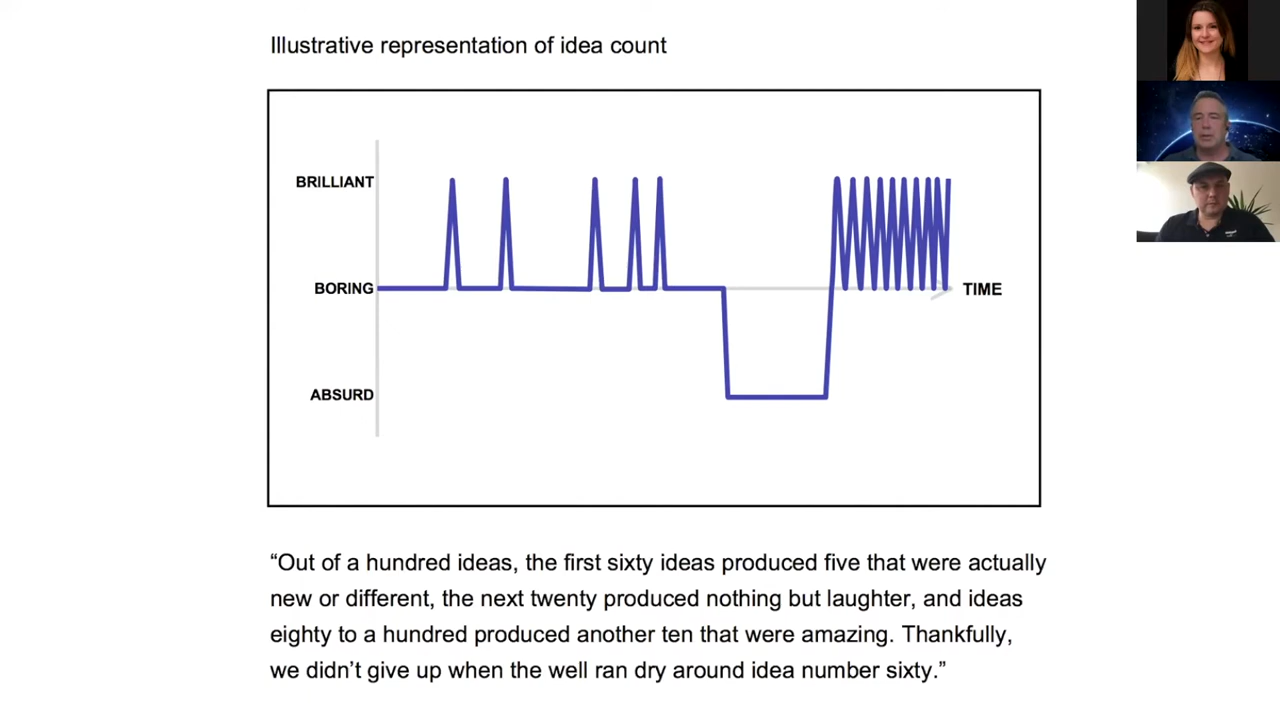 Illustrative representation of idea count
BRILLIANT
BORING
TIME
ABSURD
“Out of a hundred ideas, the first sixty ideas produced five that were actually
new or different, the next twenty produced nothing but laughter, and ideas
eighty to a hundred produced another ten that were amazing. Thankfully,
we didn’t give up when the well ran dry around idea number sixty.”